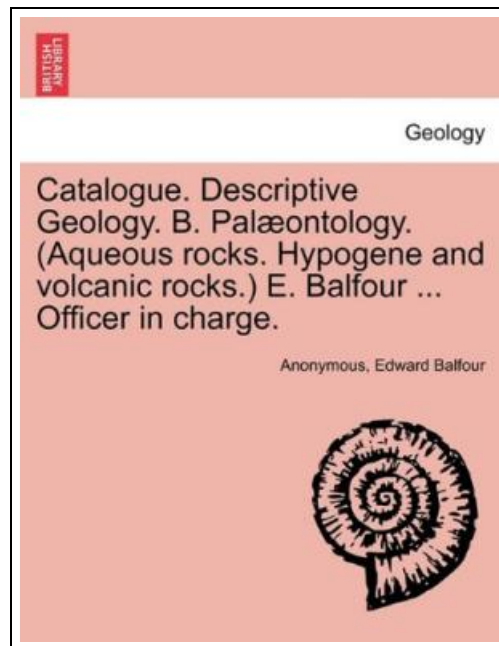 BRITISH
LIBRARY
Geology
Catalogue. Descriptive
Geology. B. Palæontology.
(Aqueous rocks. Hypogene and
volcanic rocks.) E. Balfour ...
Officer in charge.
Anonymous, Edward Balfour